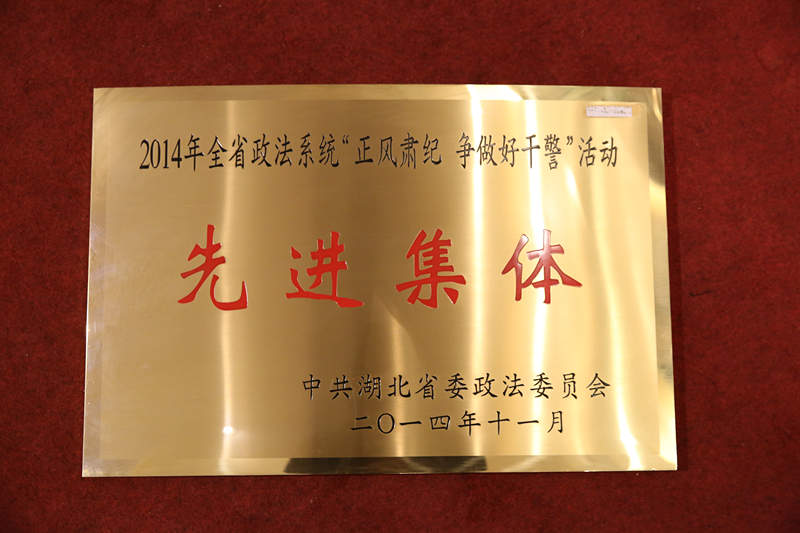 2014年全省政法系统“正风肃纪 争做好干警”活动
先进集体
中共湖北省委政法委员会
二〇一四年十一月